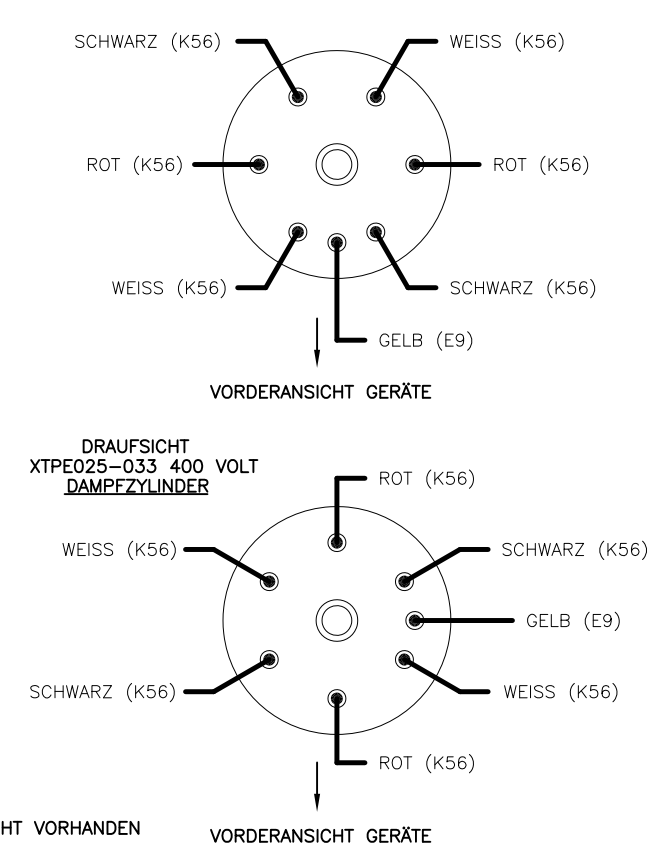 SCHWARZ (K56)
WEISS (K56)
ROT (K56)
ROT (K56)
WEISS (K56)
SCHWARZ (K56)
GELB (E9)
VORDERANSICHT GERÄTE
DRAUFSICHT
XTPE025-033 400 VOLT
DAMPFZYLINDER
ROT (K56)
WEISS (K56)
SCHWARZ (K56)
GELB (E9)
SCHWARZ (K56)
WEISS (K56)
ROT (K56)
HT VORHANDEN
VORDERANSICHT GERÄTE